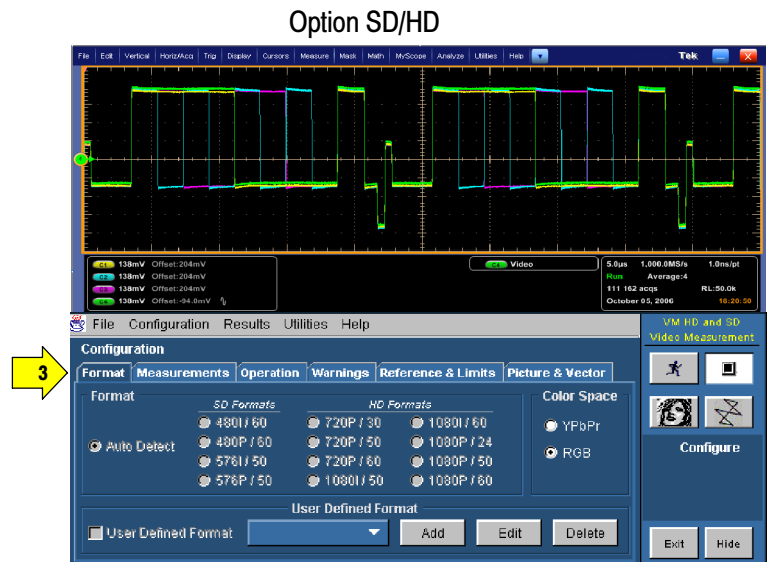 Option SD/HD
File Edit Vertical Horiz/Acq Trig Display Cursors Measure Mask Math MyScope Analyze Utilities Help Tek
C1 138mV Offset:204mV
C2 138mV Offset:204mV
C3 138mV Offset:204mV
C4 138mV Offset:-94.0mV
C4 Video
5.0µs 1,000.0MS/s 1.0ns/pt
Run Average:4
111 162 acqs RL:50.0k
October 05, 2006 10:20:50
File Configuration Results Utilities Help
VM HD and SD
Video Measurement
Configuration
3
Format Measurements Operation Warnings Reference & Limits Picture & Vector
Format
SD Formats HD Formats
Auto Detect
480I / 60 720P / 30 1080I / 60
480P / 60 720P / 50 1080P / 24
576I / 50 720P / 60 1080P / 50
576P / 50 1080I / 50 1080P / 60
Color Space
YPbPr
RGB
Configure
User Defined Format
User Defined Format Add Edit Delete
Exit Hide